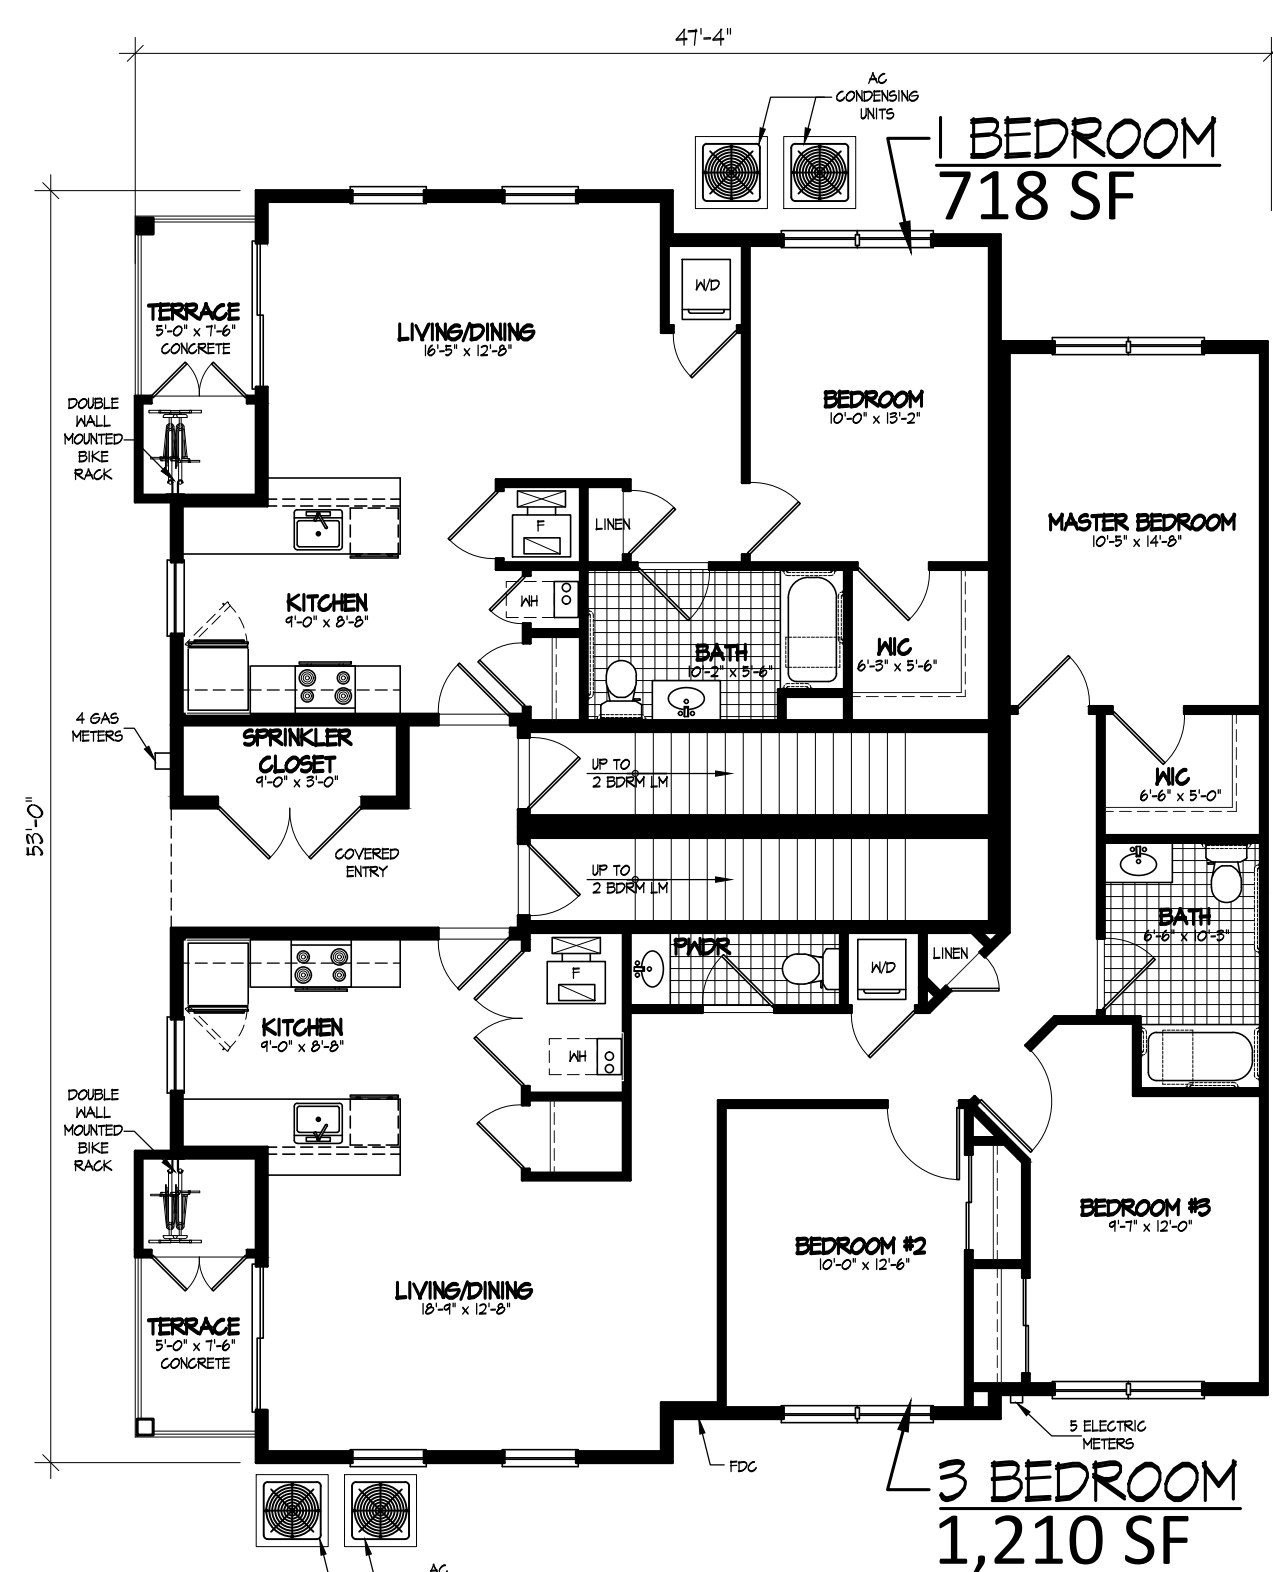 47'-4"
AC
CONDENSING
UNITS
1 BEDROOM
718 SF
W/D
TERRACE
5'-0" x 7'-6"
CONCRETE
LIVING/DINING
16'-5" x 12'-8"
BEDROOM
10'-0" x 13'-2"
DOUBLE
WALL
MOUNTED
BIKE
RACK
F
LINEN
MASTER BEDROOM
10'-5" x 14'-8"
KITCHEN
9'-0" x 8'-8"
WH
BATH
10'-2" x 5'-6"
WIC
6'-3" x 5'-6"
4 GAS
METERS
SPRINKLER
CLOSET
9'-0" x 3'-0"
UP TO
2 BDRM LM
WIC
6'-6" x 5'-0"
53'-0"
COVERED
ENTRY
UP TO
2 BDRM LM
BATH
6'-6" x 10'-3"
PWDR
F
W/D
LINEN
KITCHEN
9'-0" x 8'-8"
WH
DOUBLE
WALL
MOUNTED
BIKE
RACK
BEDROOM #3
9'-7" x 12'-0"
BEDROOM #2
10'-0" x 12'-6"
LIVING/DINING
18'-9" x 12'-8"
TERRACE
5'-0" x 7'-6"
CONCRETE
5 ELECTRIC
METERS
FDC
3 BEDROOM
1,210 SF
AC